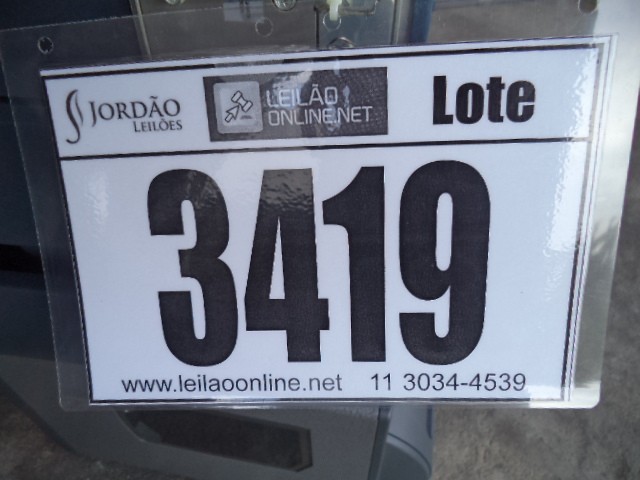 JORDÃO
LEILÕES
LEILÃO
ONLINE.NET
Lote
3419
www.leilaoonline.net 11 3034-4539